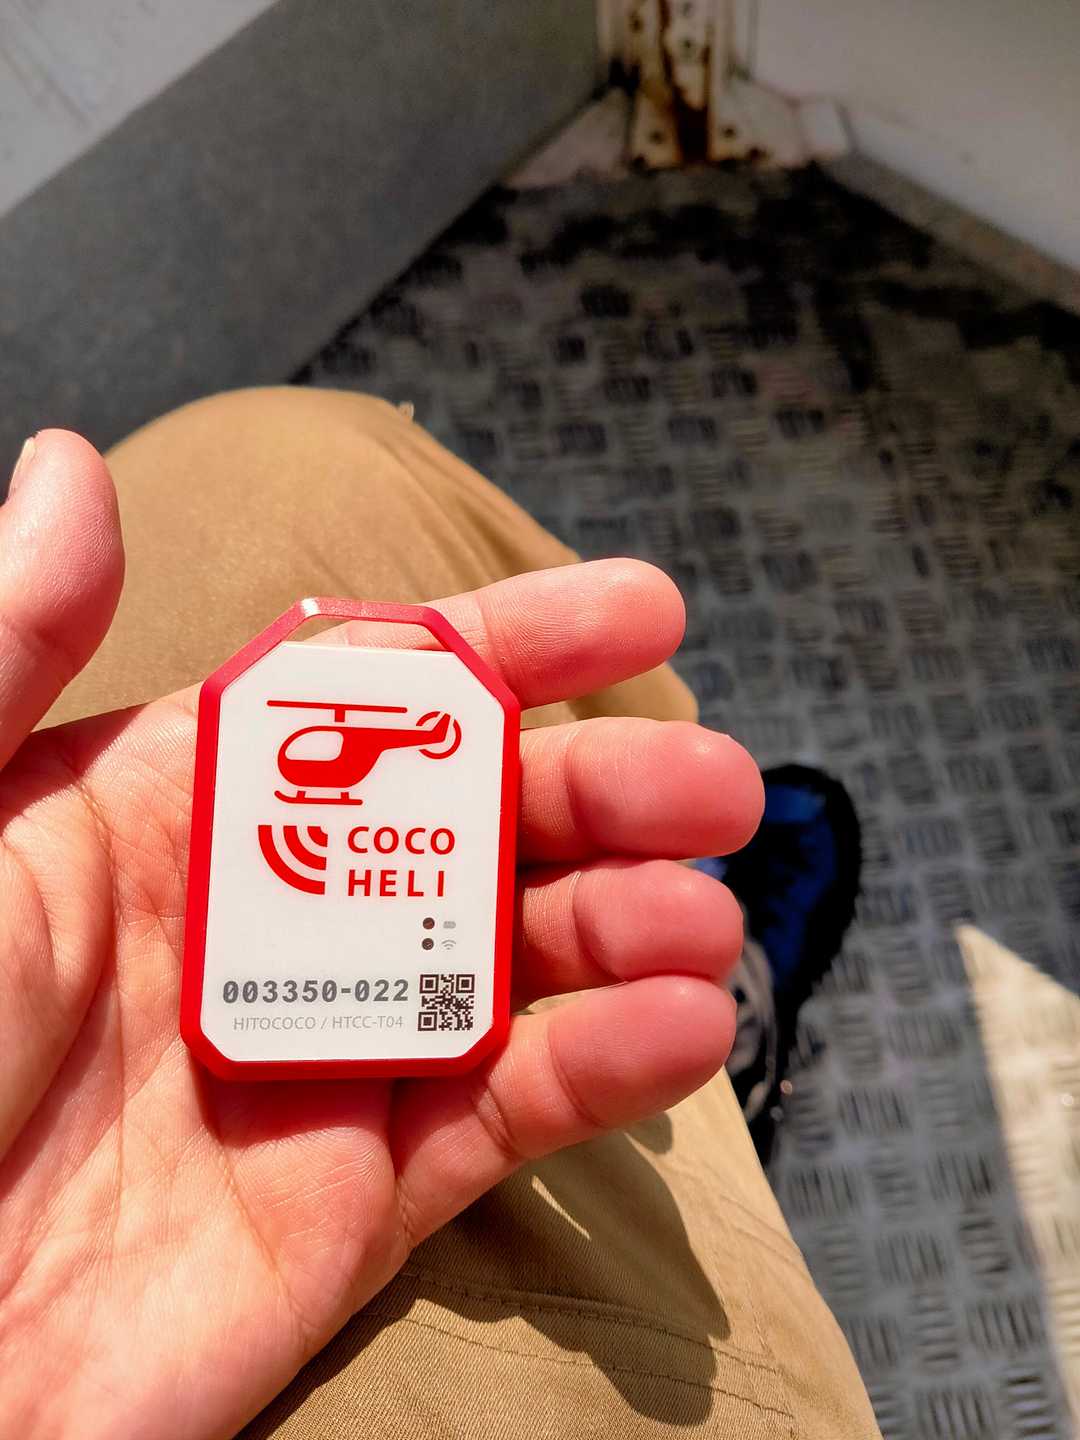 COCO
HELI
003350-022
HITOCOCO / HTCC-T04